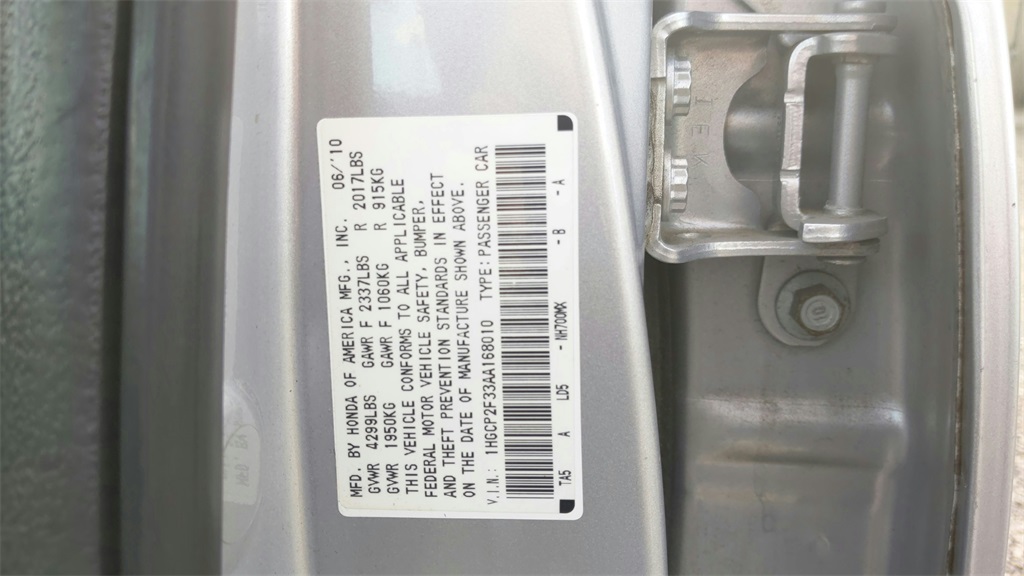 MFD. BY HONDA OF AMERICA MFG., INC. 06/'10
GVWR 4299LBS GAWR F 2337LBS R 2017LBS
GVWR 1950KG GAWR F 1060KG R 915KG
THIS VEHICLE CONFORMS TO ALL APPLICABLE
FEDERAL MOTOR VEHICLE SAFETY, BUMPER,
AND THEFT PREVENTION STANDARDS IN EFFECT
ON THE DATE OF MANUFACTURE SHOWN ABOVE.
V.I.N.: 1HGCP2F33AA168010 TYPE: PASSENGER CAR
TA5 A LD5 - NH700MX - B - A